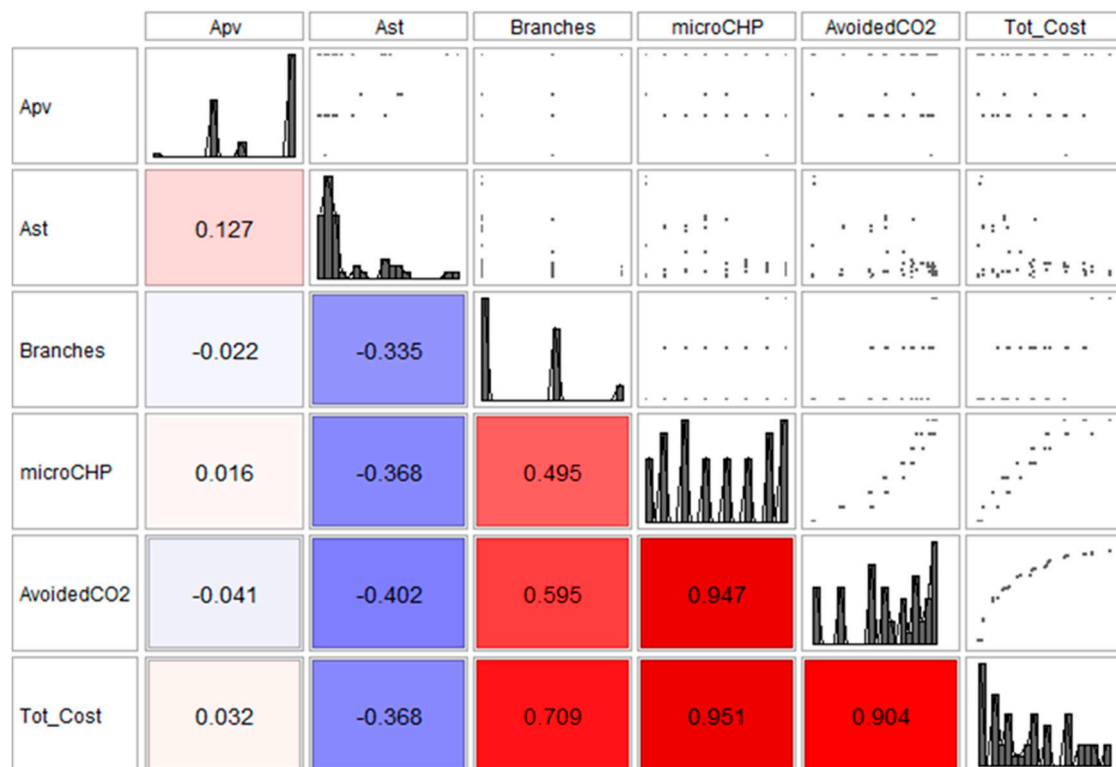 Apv Ast Branches microCHP AvoidedCO2 Tot_Cost
Apv
Ast 0.127
Branches -0.022 -0.335
microCHP 0.016 -0.368 0.495
AvoidedCO2 -0.041 -0.402 0.595 0.947
Tot_Cost 0.032 -0.368 0.709 0.951 0.904